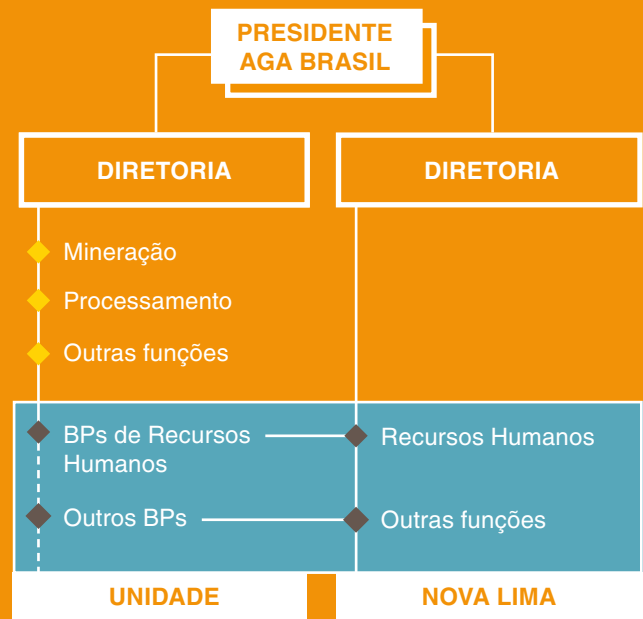 PRESIDENTE
AGA BRASIL
DIRETORIA
DIRETORIA
Mineração
Processamento
Outras funções
BPs de Recursos
Humanos
Recursos Humanos
Outros BPs
Outras funções
UNIDADE
NOVA LIMA